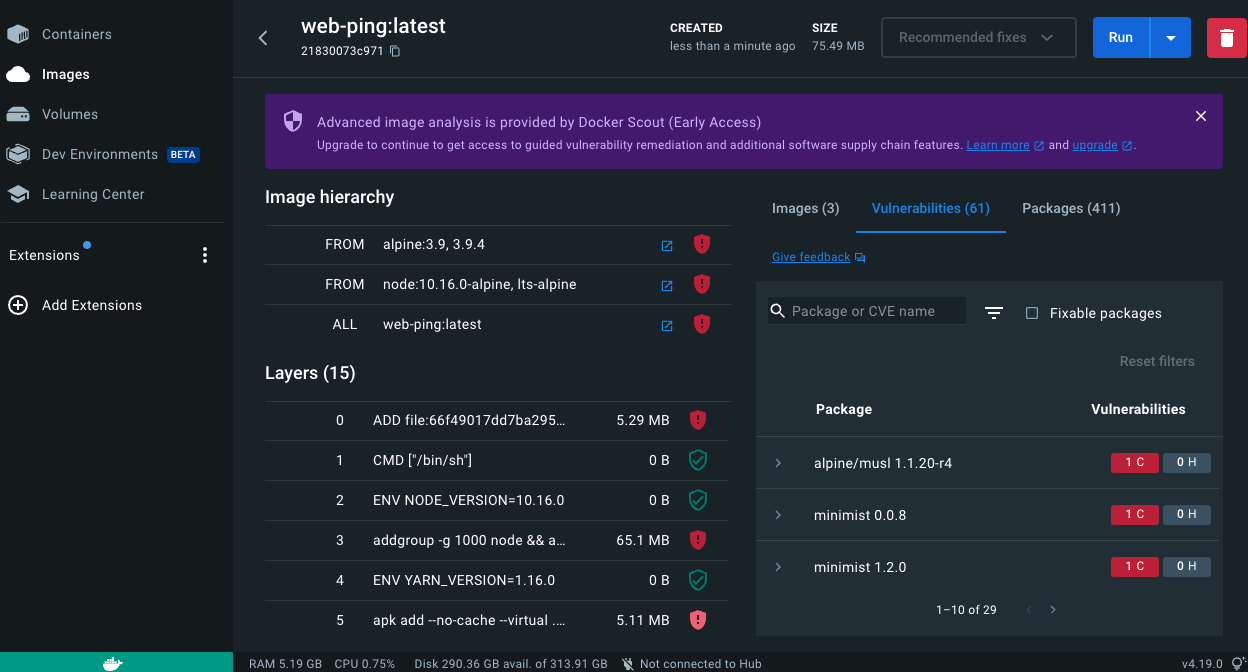 Containers
Images
Volumes
Dev Environments BETA
Learning Center
Extensions
Add Extensions
web-ping:latest
21830073c971
CREATED
less than a minute ago
SIZE
75.49 MB
Recommended fixes
Run
Advanced image analysis is provided by Docker Scout (Early Access)
Upgrade to continue to get access to guided vulnerability remediation and additional software supply chain features. Learn more and upgrade .
Image hierarchy
FROM alpine:3.9, 3.9.4
FROM node:10.16.0-alpine, lts-alpine
ALL web-ping:latest
Layers (15)
0 ADD file:66f49017dd7ba295... 5.29 MB
1 CMD ["/bin/sh"] 0 B
2 ENV NODE_VERSION=10.16.0 0 B
3 addgroup -g 1000 node && a... 65.1 MB
4 ENV YARN_VERSION=1.16.0 0 B
5 apk add --no-cache --virtual .... 5.11 MB
Images (3) Vulnerabilities (61) Packages (411)
Give feedback
Package or CVE name
Fixable packages
Reset filters
Package Vulnerabilities
alpine/musl 1.1.20-r4 1 C 0 H
minimist 0.0.8 1 C 0 H
minimist 1.2.0 1 C 0 H
1–10 of 29
RAM 5.19 GB CPU 0.75% Disk 290.36 GB avail. of 313.91 GB Not connected to Hub v4.19.0